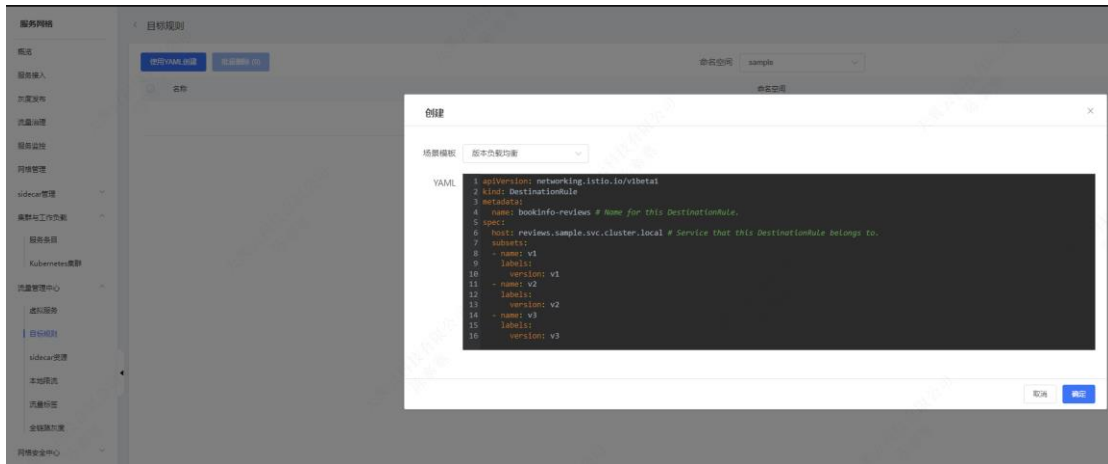 服务网格
目标规则
概览
服务接入
灰度发布
流量治理
服务监控
网格管理
sidecar管理
集群与工作负载
服务条目
Kubernetes集群
流量管理中心
虚拟服务
目标规则
sidecar资源
本地限流
流量标签
全链路灰度
网格安全中心
使用YAML创建
批量删除 (0)
命名空间
sample
名称
命名空间
创建
场景模板
版本负载均衡
YAML
1 apiVersion: networking.istio.io/v1beta1
2 kind: DestinationRule
3 metadata:
4 name: bookinfo-reviews # Name for this DestinationRule.
5 spec:
6 host: reviews.sample.svc.cluster.local # Service that this DestinationRule belongs to.
7 subsets:
8 - name: v1
9 labels:
10 version: v1
11 - name: v2
12 labels:
13 version: v2
14 - name: v3
15 labels:
16 version: v3
取消
确定